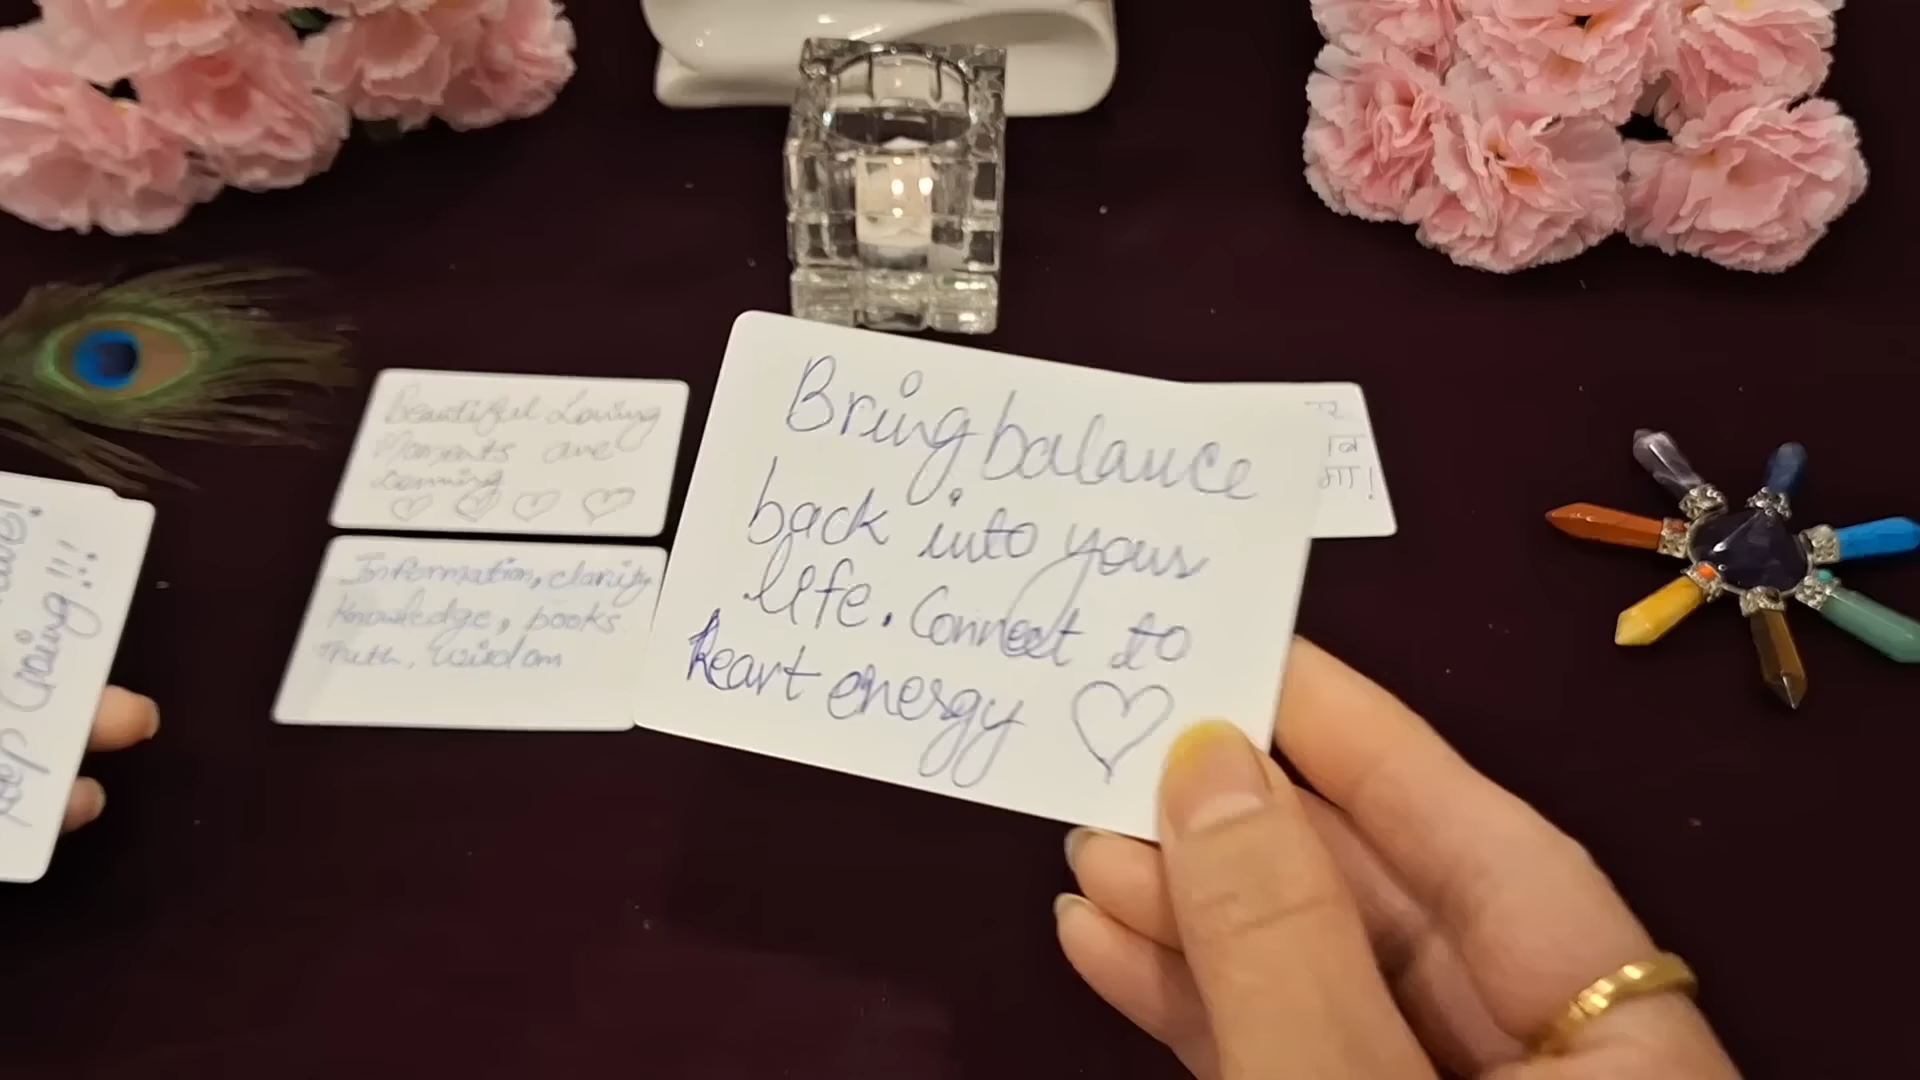 Beautiful Loving
Moments are
coming
Information, clarity
knowledge, books
Truth, Wisdom
Bring balance
back into your
life. Connect to
heart energy
keep Going!!!